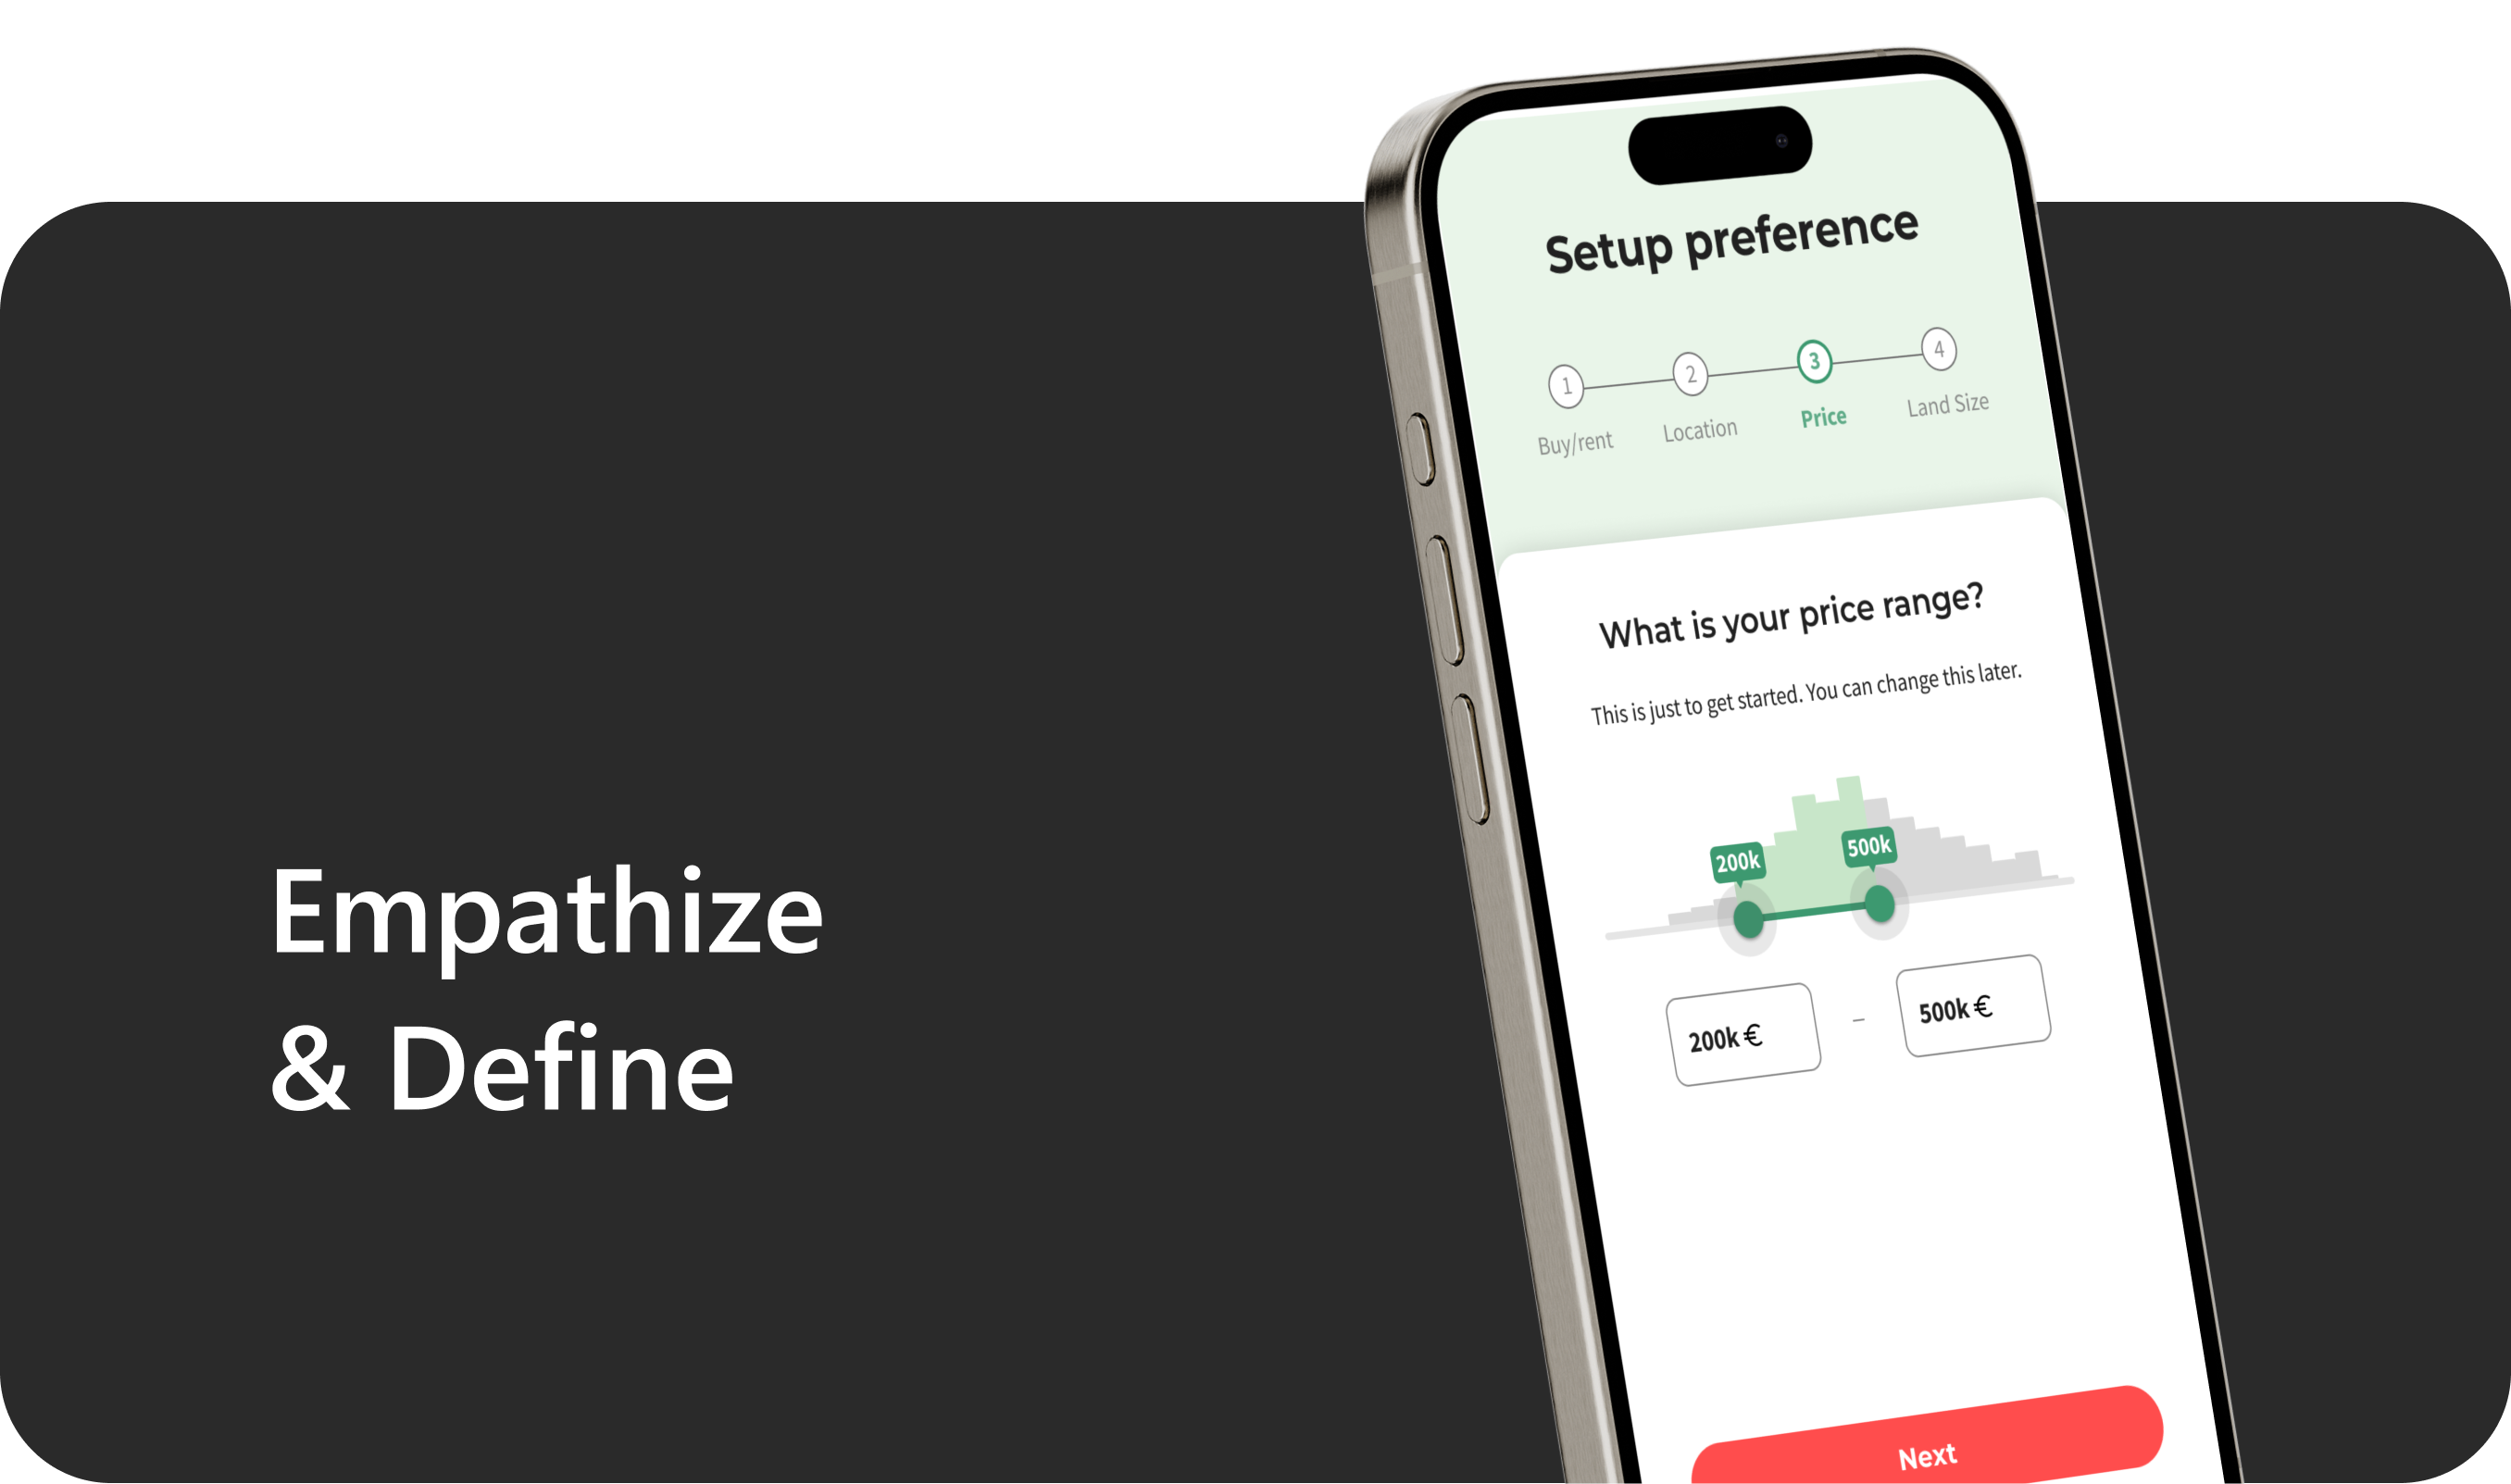 Empathize
& Define
Setup preference
1 2 3 4
Buy/rent Location Price Land Size
What is your price range?
This is just to get started. You can change this later.
200k 500k
200k € – 500k €
Next